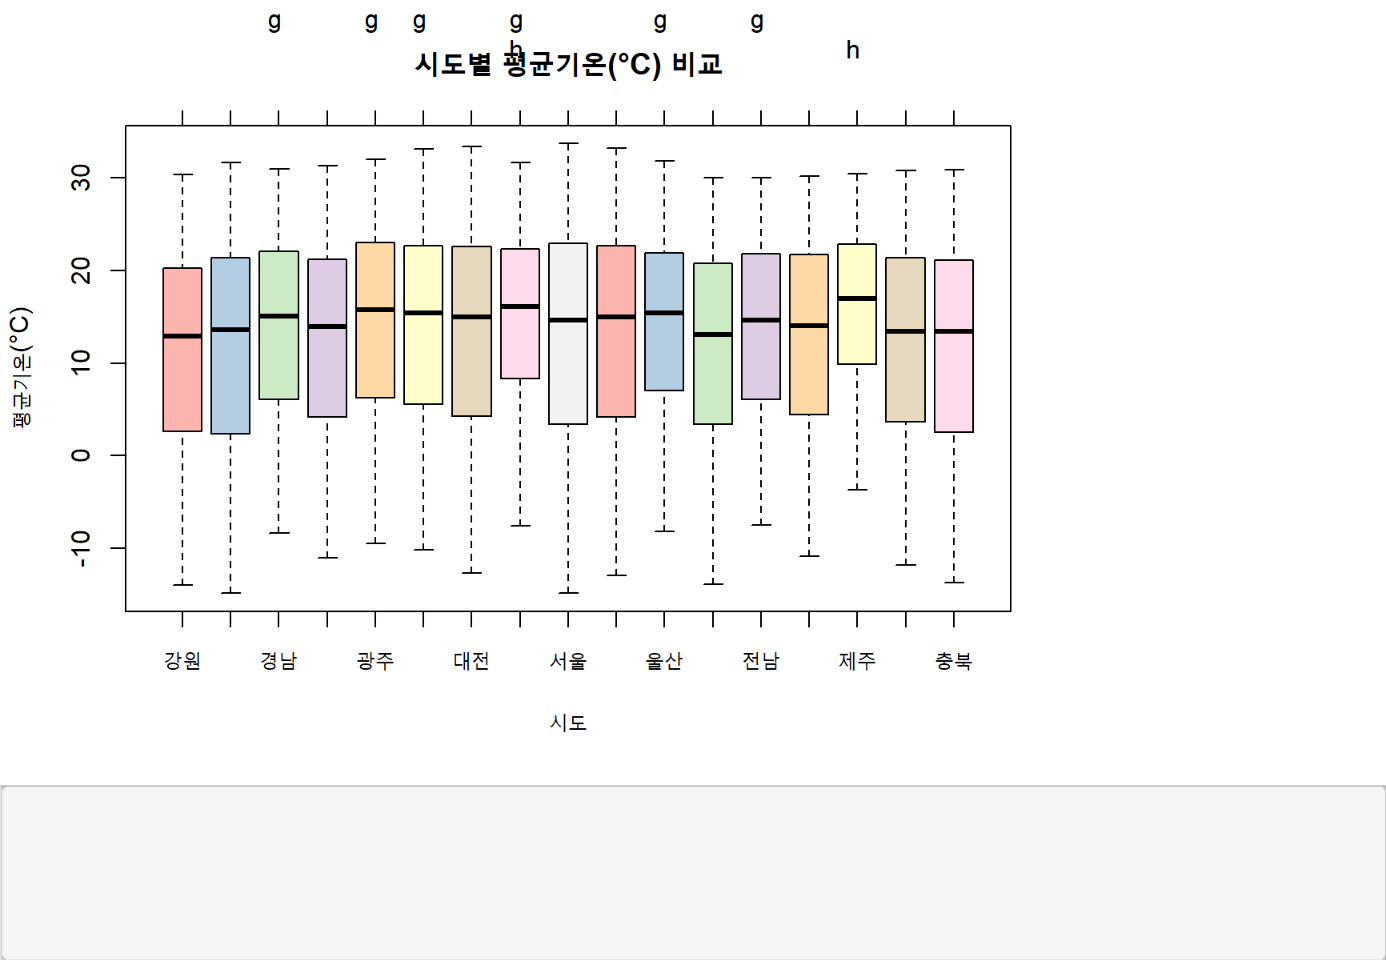 g g g g g g
h h
시도별 평균기온(°C) 비교
30
20
10
0
-10
평균기온(°C)
강원 경남 광주 대전 서울 울산 전남 제주 충북
시도